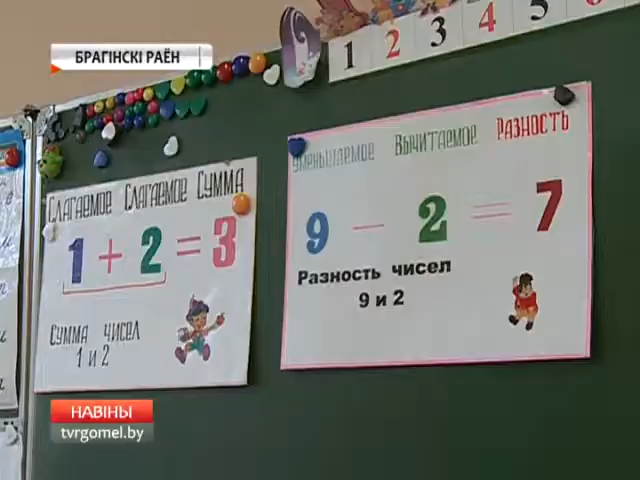 БРАГІНСКІ РАЁН
1 2 3 4 5 6
СЛАГАЕМОЕ СЛАГАЕМОЕ СУММА
1 + 2 = 3
СУММА ЧИСЕЛ
1 И 2
УМЕНЬШАЕМОЕ ВЫЧИТАЕМОЕ РАЗНОСТЬ
9 − 2 = 7
Разность чисел
9 и 2
НАВІНЫ
tvrgomel.by